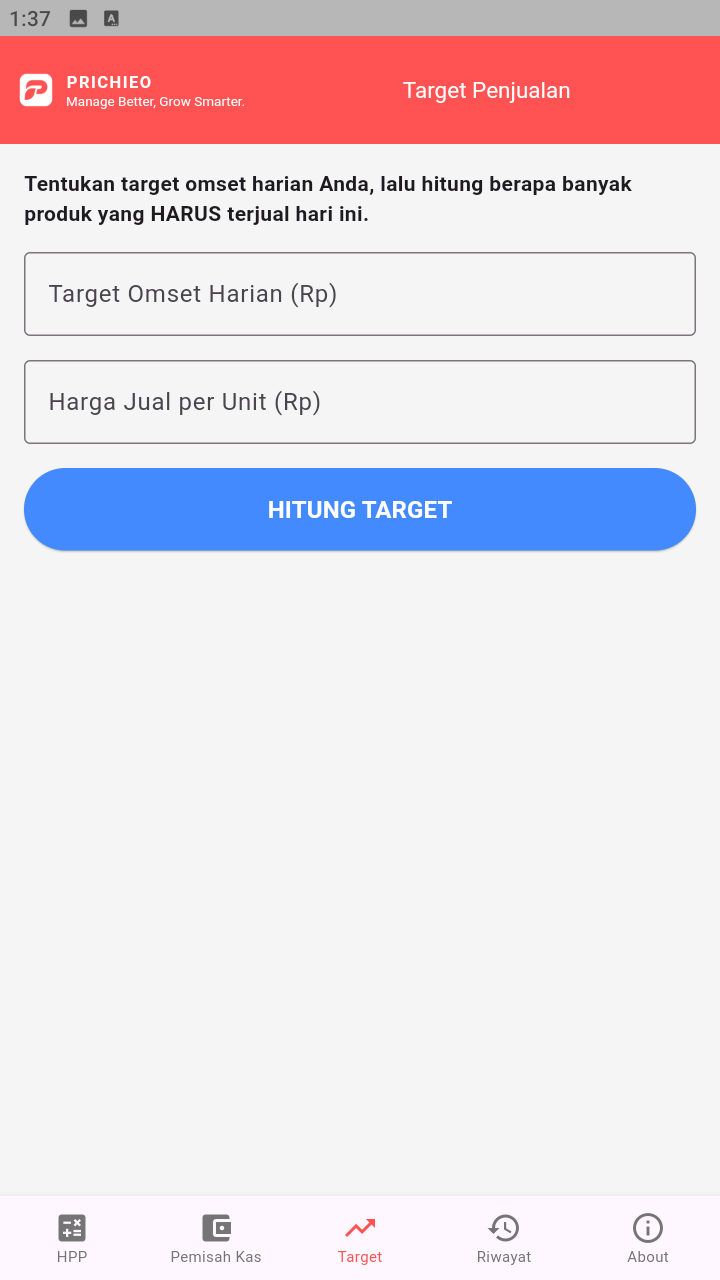 1:37
PRICHIEO
Manage Better, Grow Smarter.
Target Penjualan
Tentukan target omset harian Anda, lalu hitung berapa banyak
produk yang HARUS terjual hari ini.
Target Omset Harian (Rp)
Harga Jual per Unit (Rp)
HITUNG TARGET
HPP
Pemisah Kas
Target
Riwayat
About